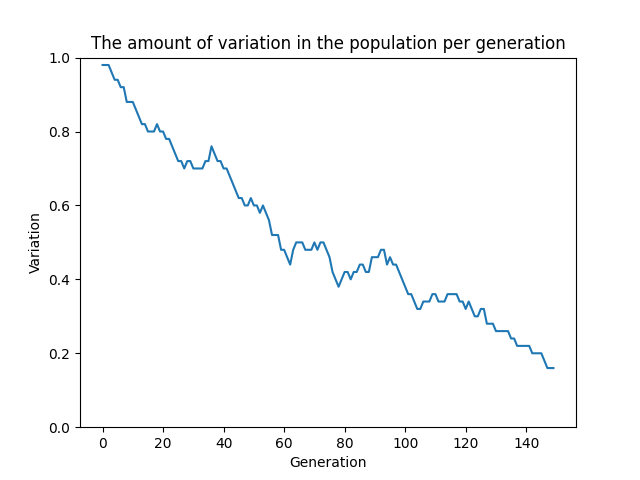 The amount of variation in the population per generation
1.0
0.8
0.6
0.4
0.2
0.0
Variation
0 20 40 60 80 100 120 140
Generation